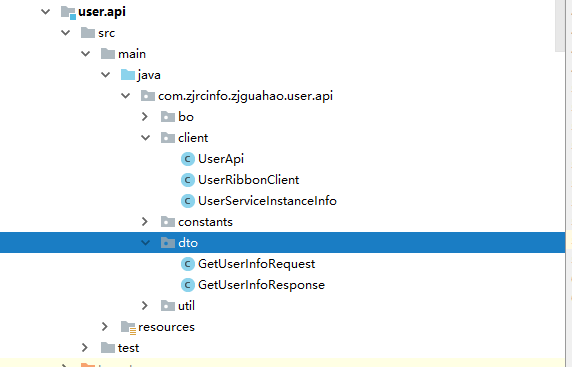 user.api
src
main
java
com.zjrcinfo.zjguahao.user.api
bo
client
UserApi
UserRibbonClient
UserServiceInstanceInfo
constants
dto
GetUserInfoRequest
GetUserInfoResponse
util
resources
test